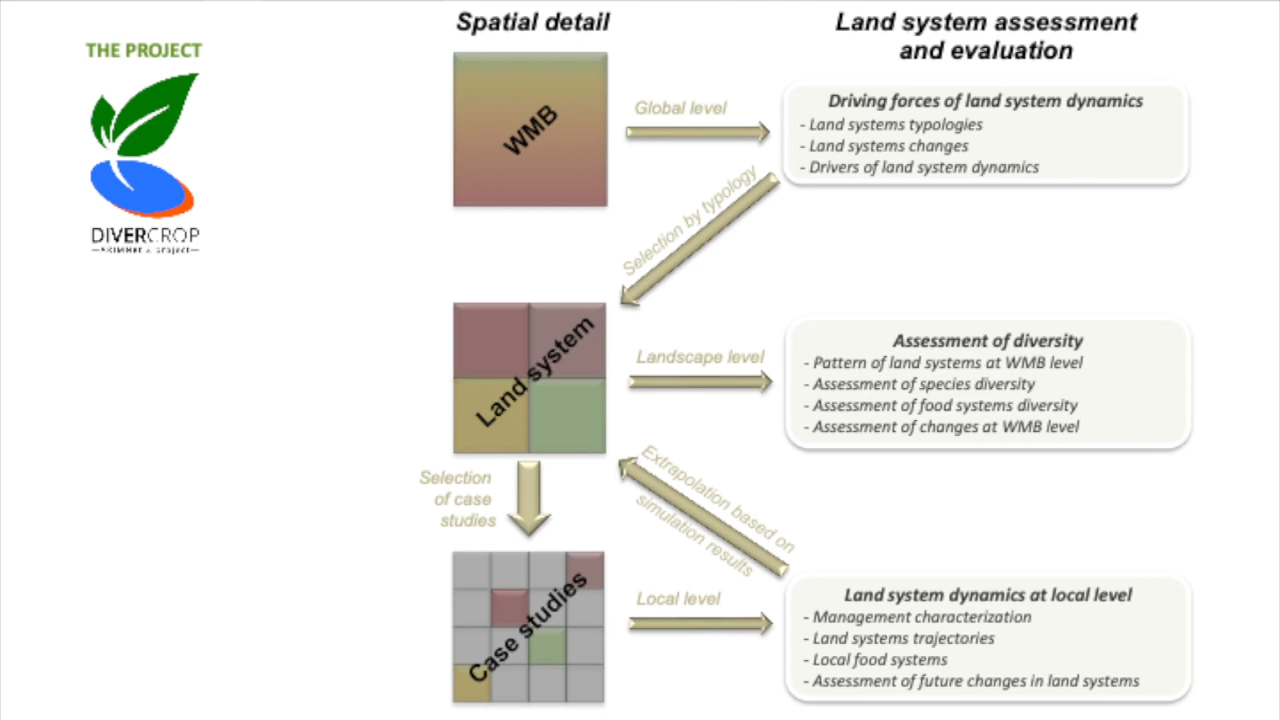 THE PROJECT
DIVERCROP
Spatial detail
Land system assessment
and evaluation
WMB
Global level
Driving forces of land system dynamics
- Land systems typologies
- Land systems changes
- Drivers of land system dynamics
Selection by typology
Land system
Landscape level
Assessment of diversity
- Pattern of land systems at WMB level
- Assessment of species diversity
- Assessment of food systems diversity
- Assessment of changes at WMB level
Selection
of case
studies
Extrapolation based on
simulation results
Case studies
Local level
Land system dynamics at local level
- Management characterization
- Land systems trajectories
- Local food systems
- Assessment of future changes in land systems